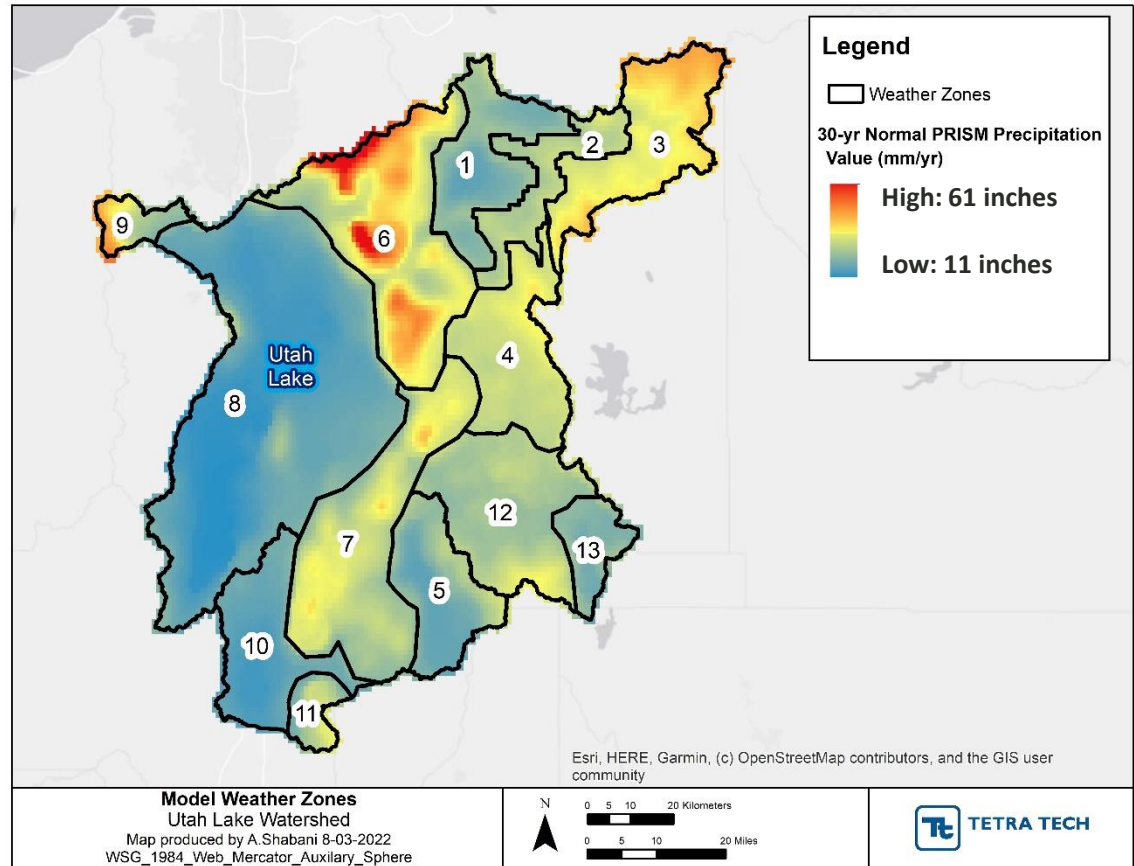 Legend
Weather Zones
30-yr Normal PRISM Precipitation
Value (mm/yr)
High: 61 inches
Low: 11 inches
1
2
3
9
6
4
Utah
Lake
8
12
7
13
5
10
11
Esri, HERE, Garmin, (c) OpenStreetMap contributors, and the GIS user
community
Model Weather Zones
Utah Lake Watershed
Map produced by A.Shabani 8-03-2022
WSG_1984_Web_Mercator_Auxilary_Sphere
N
0 5 10 20 Kilometers
0 5 10 20 Miles
Tt TETRA TECH